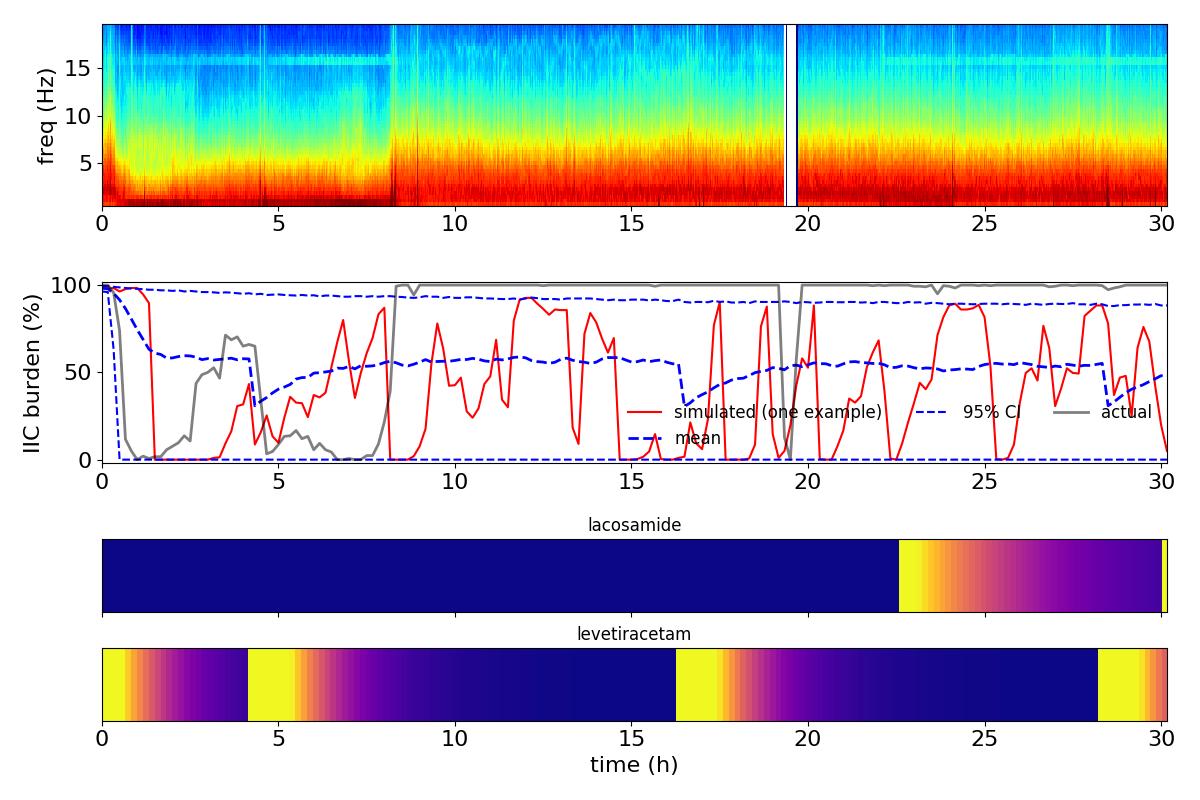 freq (Hz)
15
10
5
0 5 10 15 20 25 30
IIC burden (%)
100
50
0
simulated (one example) 95% CI actual
mean
0 5 10 15 20 25 30
lacosamide
levetiracetam
0 5 10 15 20 25 30
time (h)